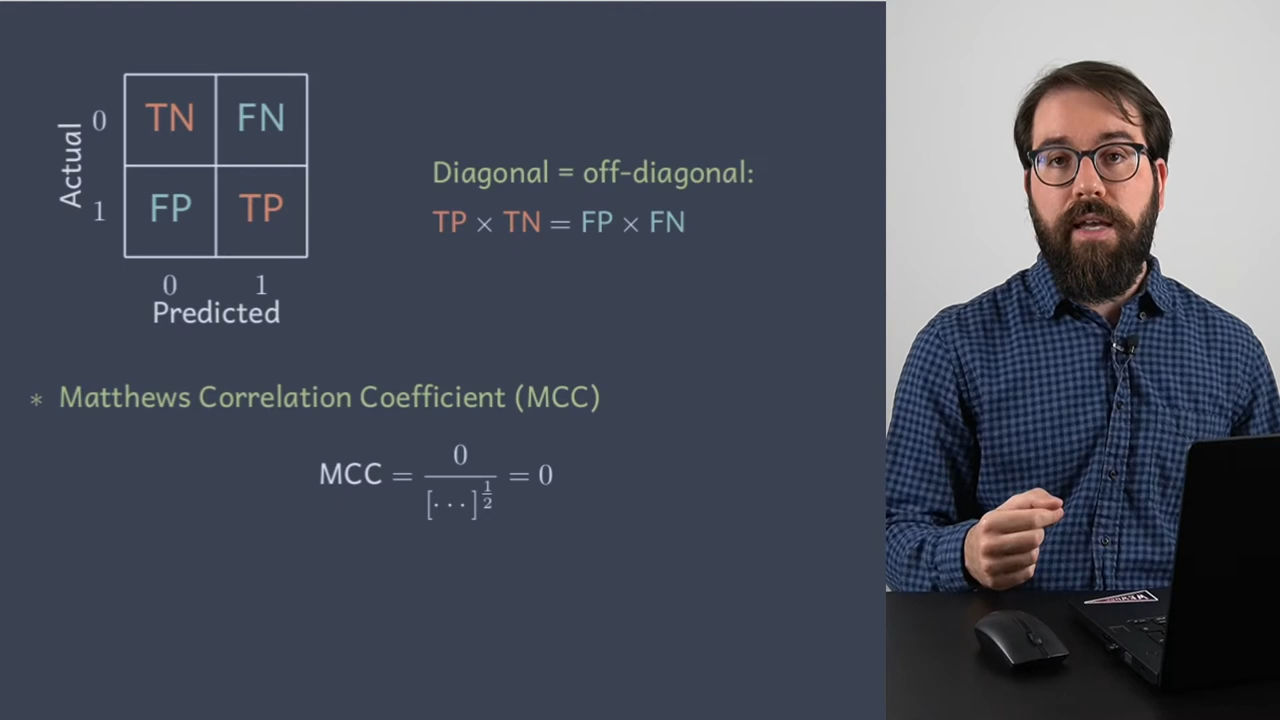 Actual
0
TN
FN
1
FP
TP
0
1
Predicted
Diagonal = off-diagonal:
TP × TN = FP × FN
* Matthews Correlation Coefficient (MCC)
MCC = 0 / [···]^{1/2} = 0